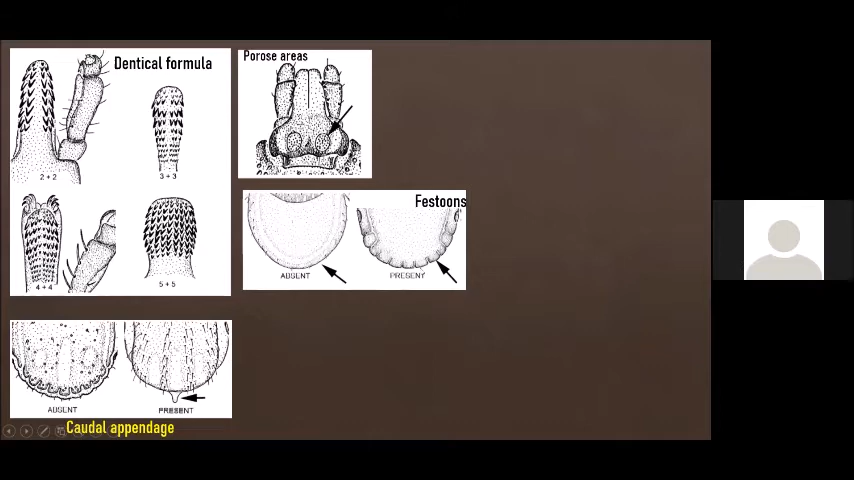 Dentical formula
2 + 2
3 + 3
4 + 4
5 + 5
Porose areas
Festoons
ABSENT
PRESENT
ABSENT
PRESENT
Caudal appendage